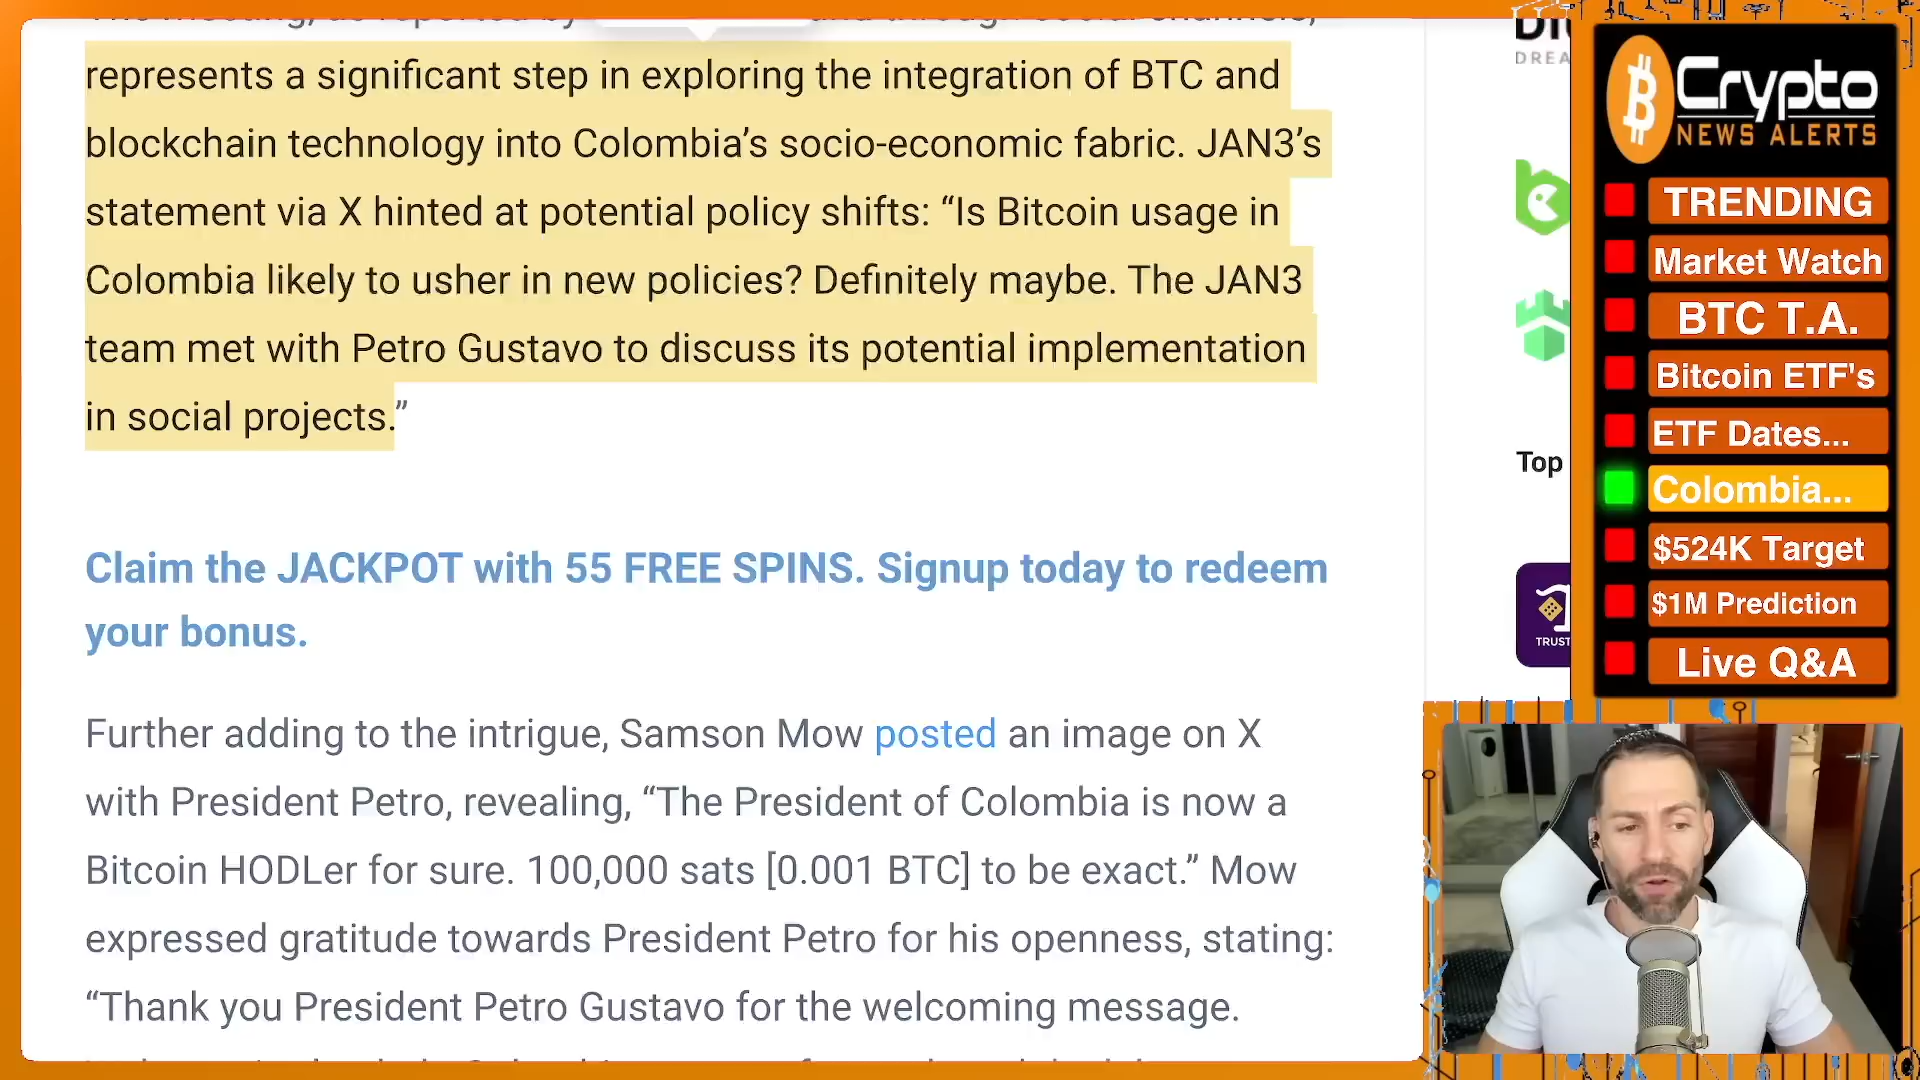 represents a significant step in exploring the integration of BTC and
blockchain technology into Colombia’s socio-economic fabric. JAN3’s
statement via X hinted at potential policy shifts: “Is Bitcoin usage in
Colombia likely to usher in new policies? Definitely maybe. The JAN3
team met with Petro Gustavo to discuss its potential implementation
in social projects.”
Claim the JACKPOT with 55 FREE SPINS. Signup today to redeem
your bonus.
Further adding to the intrigue, Samson Mow posted an image on X
with President Petro, revealing, “The President of Colombia is now a
Bitcoin HODLer for sure. 100,000 sats [0.001 BTC] to be exact.” Mow
expressed gratitude towards President Petro for his openness, stating:
“Thank you President Petro Gustavo for the welcoming message.
DREA
Top
TRUST
Crypto
NEWS ALERTS
TRENDING
Market Watch
BTC T.A.
Bitcoin ETF's
ETF Dates...
Colombia...
$524K Target
$1M Prediction
Live Q&A